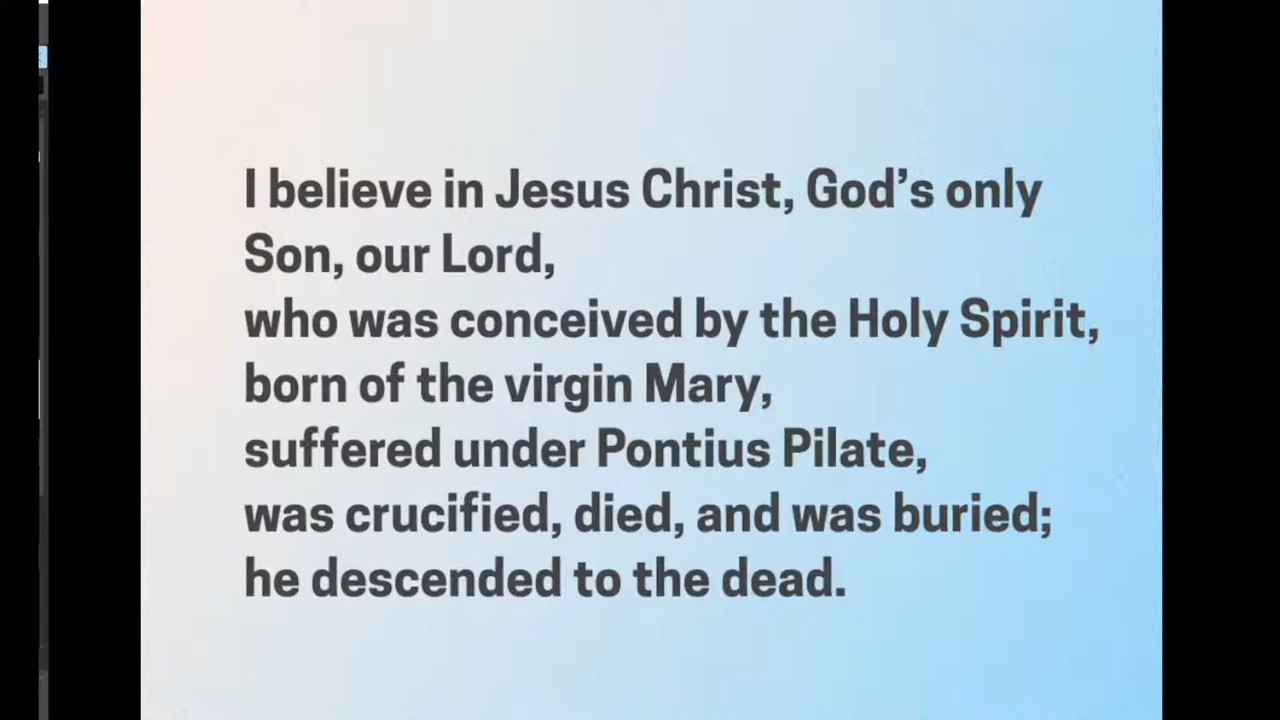 I believe in Jesus Christ, God’s only
Son, our Lord,
who was conceived by the Holy Spirit,
born of the virgin Mary,
suffered under Pontius Pilate,
was crucified, died, and was buried;
he descended to the dead.